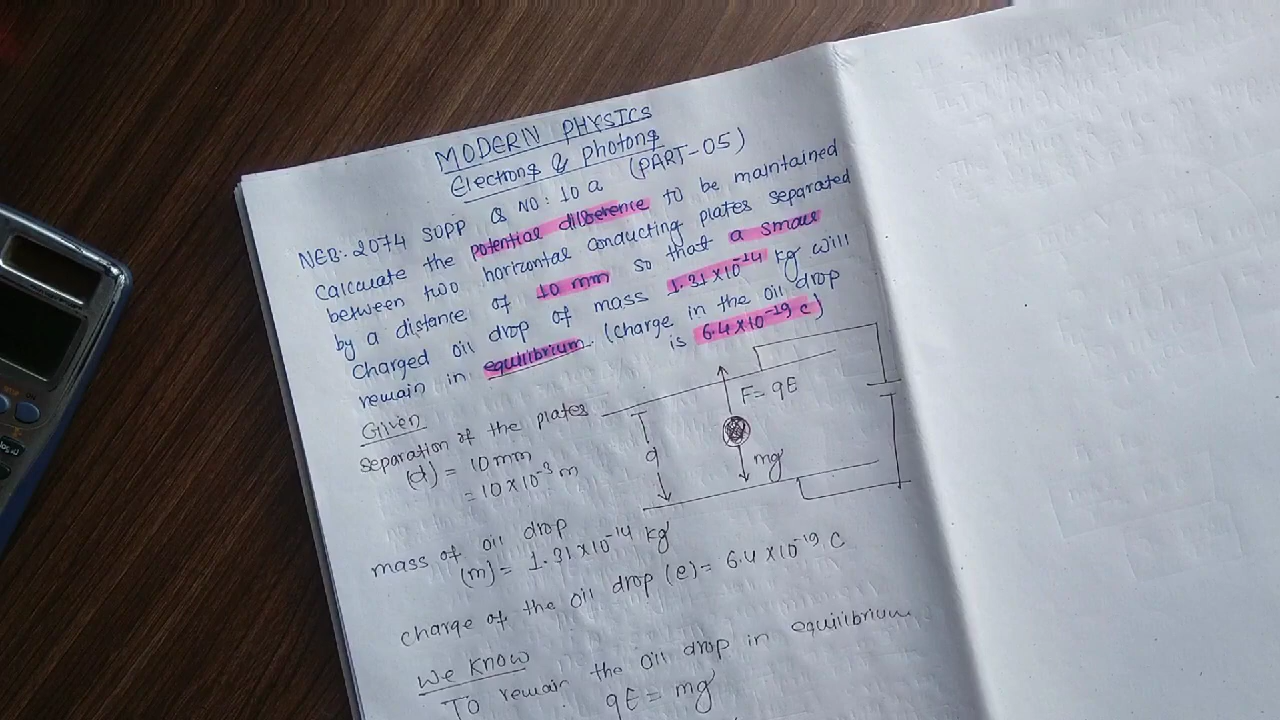 MODERN PHYSICS
Electrons & Photons
NEB: 2074 SUPP Q NO: 10 a (PART-05)
Calculate the potential difference to be maintained
between two horizontal conducting plates separated
by a distance of 10 mm so that a small
Charged oil drop of mass 1.31×10⁻¹⁴ kg will
remain in equilibrium. (charge in the oil drop
is 6.4×10⁻¹⁹ c)
Given
separation of the plates
(d) = 10 mm
= 10×10⁻³ m
F = qE
d
mg
mass of oil drop
(m) = 1.31×10⁻¹⁴ kg
charge of the oil drop (e) = 6.4×10⁻¹⁹ C
We know
To remain the oil drop in equilibrium
qE = mg